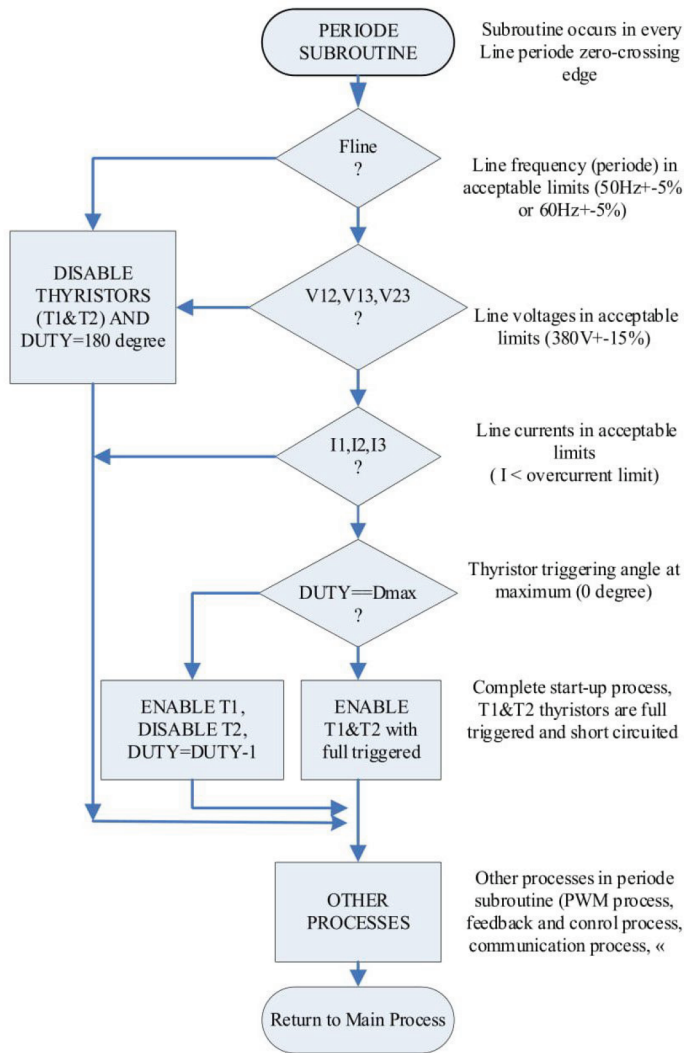 PERIODE
SUBROUTINE
Subroutine occurs in every
Line periode zero-crossing
edge
Fline
?
Line frequency (periode) in
acceptable limits (50Hz+-5%
or 60Hz+-5%)
DISABLE
THYRISTORS
(T1&T2) AND
DUTY=180 degree
V12,V13,V23
?
Line voltages in acceptable
limits (380V+-15%)
I1,I2,I3
?
Line currents in acceptable
limits
( I < overcurrent limit)
DUTY==Dmax
?
Thyristor triggering angle at
maximum (0 degree)
ENABLE T1,
DISABLE T2,
DUTY=DUTY-1
ENABLE
T1&T2 with
full triggered
Complete start-up process,
T1&T2 thyristors are full
triggered and short circuited
OTHER
PROCESSES
Other processes in periode
subroutine (PWM process,
feedback and conrol process,
communication process, «
Return to Main Process